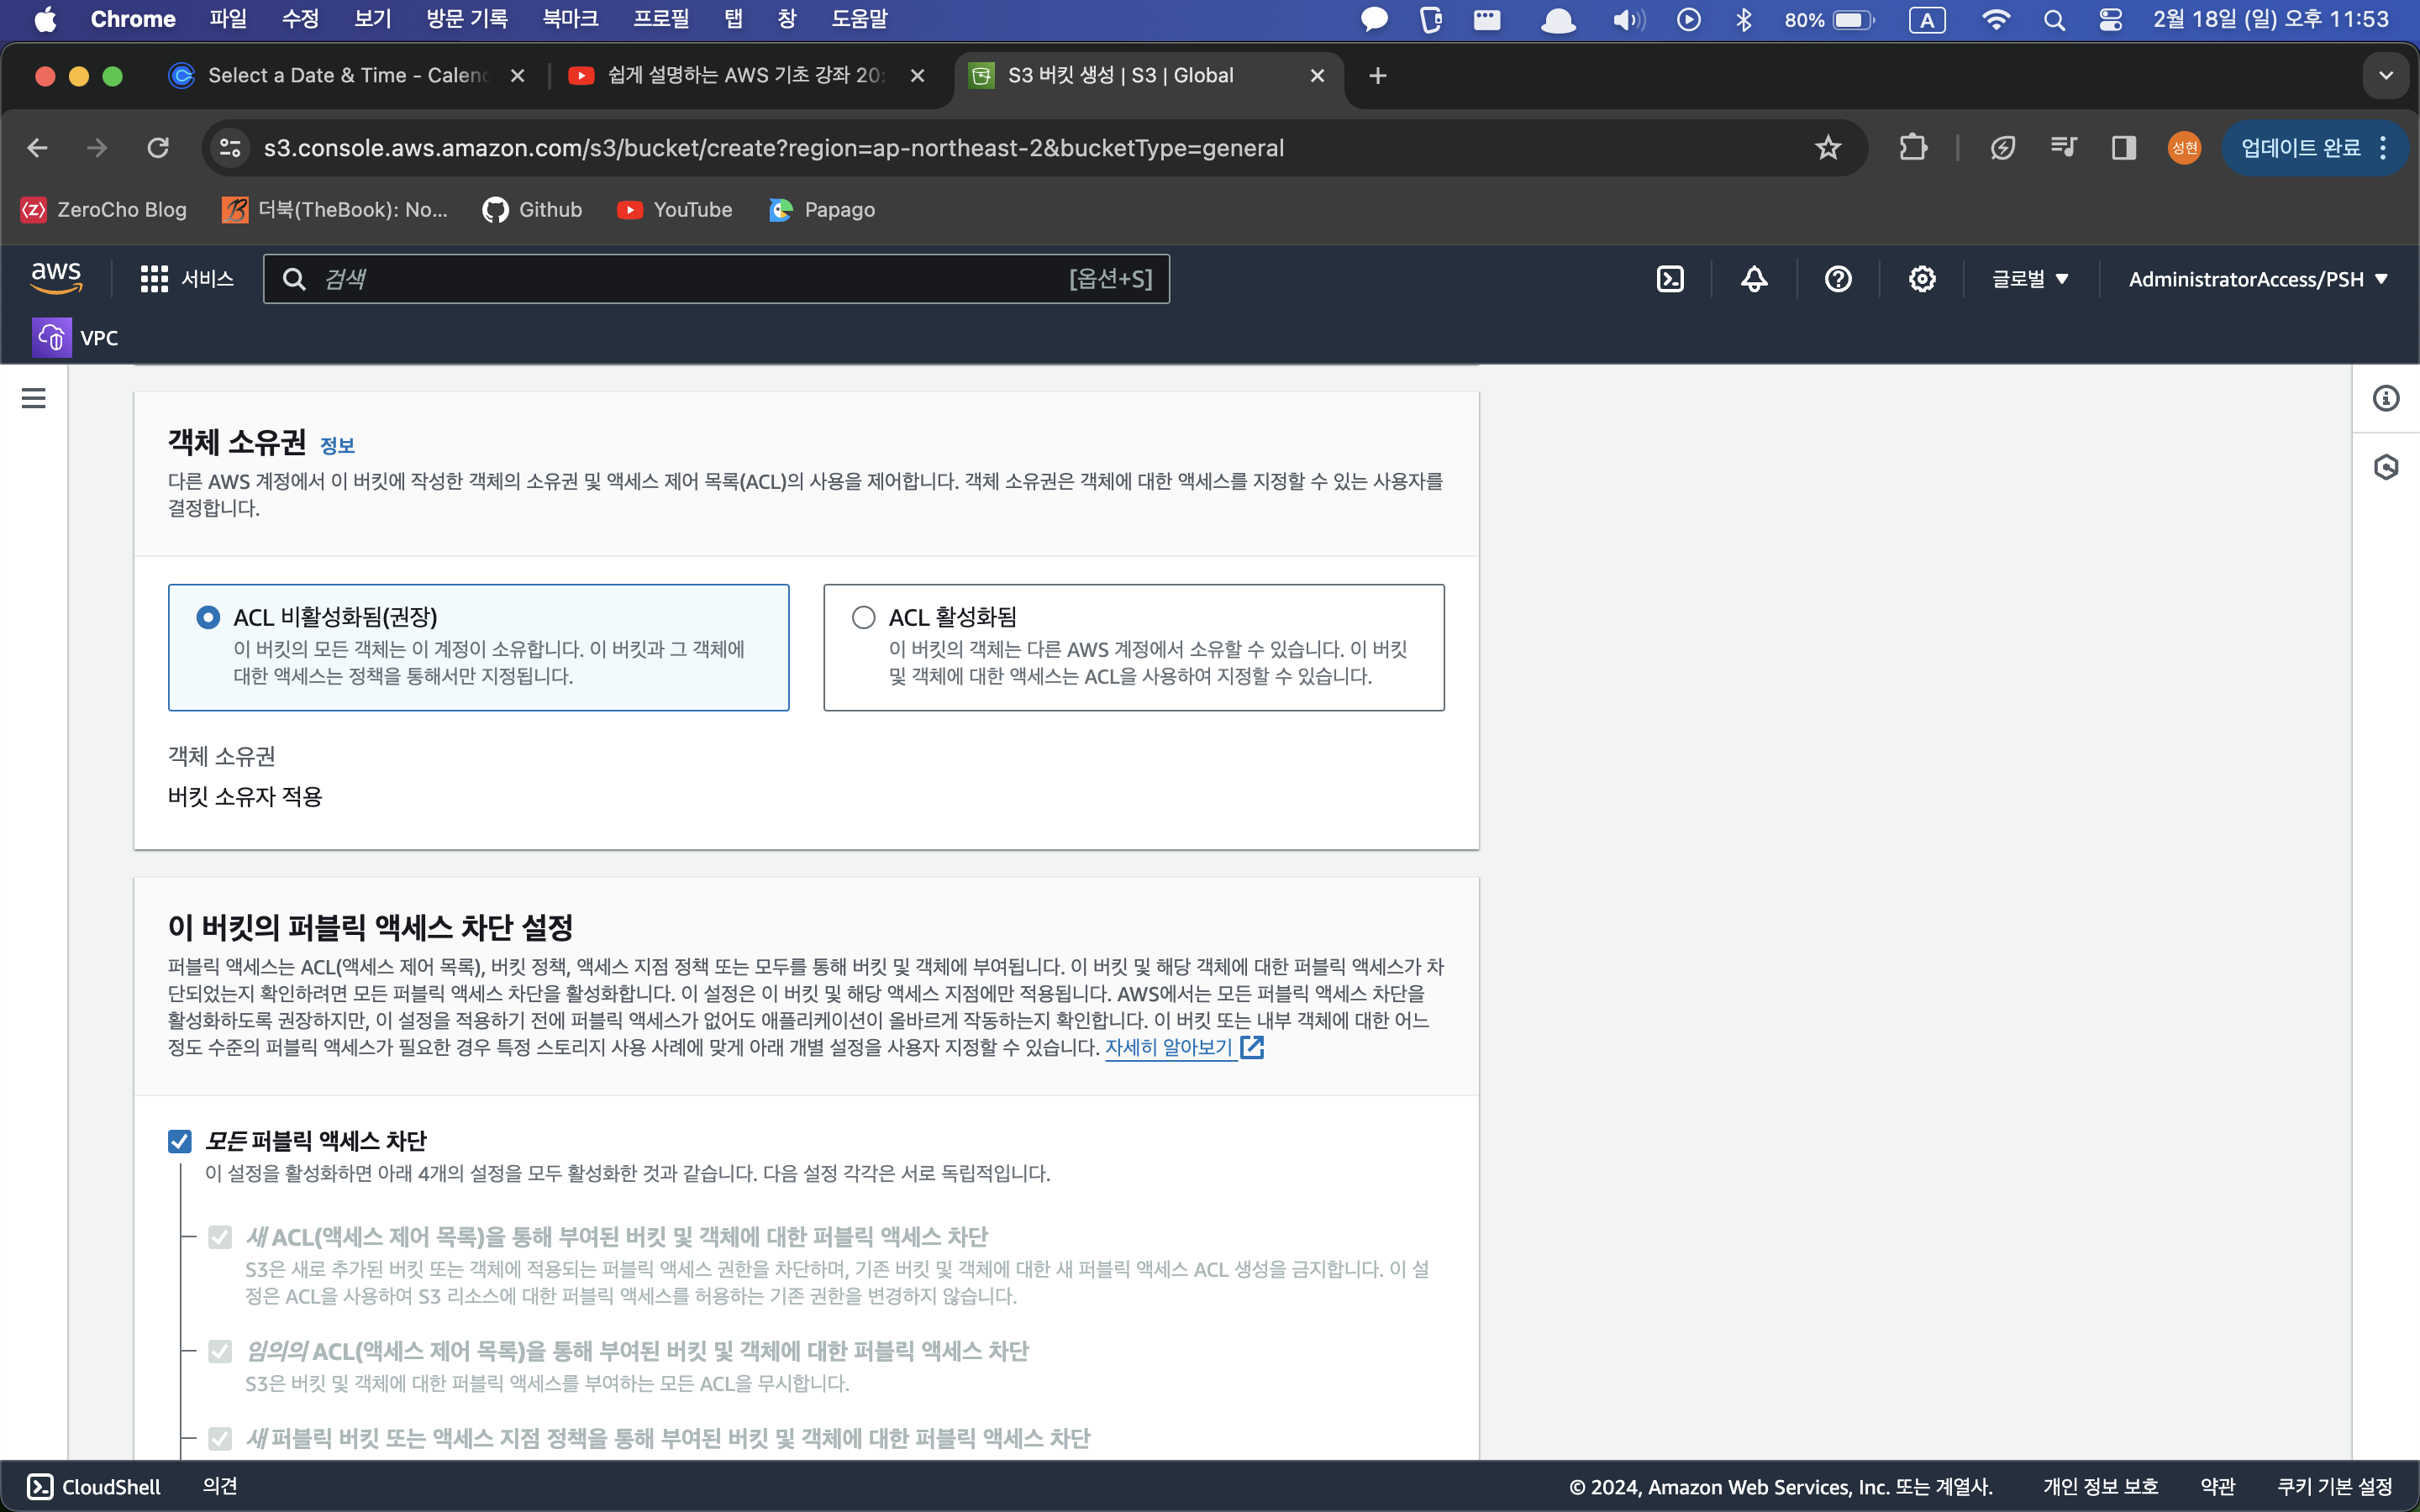 Chrome 파일 수정 보기 방문 기록 북마크 프로필 탭 창 도움말 80% A 2월 18일 (일) 오후 11:53
Select a Date & Time - Calenc 쉽게 설명하는 AWS 기초 강좌 20: S3 버킷 생성 | S3 | Global
s3.console.aws.amazon.com/s3/bucket/create?region=ap-northeast-2&bucketType=general 성현 업데이트 완료
ZeroCho Blog 더북(TheBook): No... Github YouTube Papago
aws 서비스 검색 [옵션+S] 글로벌 AdministratorAccess/PSH
VPC
객체 소유권 정보
다른 AWS 계정에서 이 버킷에 작성한 객체의 소유권 및 액세스 제어 목록(ACL)의 사용을 제어합니다. 객체 소유권은 객체에 대한 액세스를 지정할 수 있는 사용자를
결정합니다.
ACL 비활성화됨(권장)
이 버킷의 모든 객체는 이 계정이 소유합니다. 이 버킷과 그 객체에
대한 액세스는 정책을 통해서만 지정됩니다.
ACL 활성화됨
이 버킷의 객체는 다른 AWS 계정에서 소유할 수 있습니다. 이 버킷
및 객체에 대한 액세스는 ACL을 사용하여 지정할 수 있습니다.
객체 소유권
버킷 소유자 적용
이 버킷의 퍼블릭 액세스 차단 설정
퍼블릭 액세스는 ACL(액세스 제어 목록), 버킷 정책, 액세스 지점 정책 또는 모두를 통해 버킷 및 객체에 부여됩니다. 이 버킷 및 해당 객체에 대한 퍼블릭 액세스가 차
단되었는지 확인하려면 모든 퍼블릭 액세스 차단을 활성화합니다. 이 설정은 이 버킷 및 해당 액세스 지점에만 적용됩니다. AWS에서는 모든 퍼블릭 액세스 차단을
활성화하도록 권장하지만, 이 설정을 적용하기 전에 퍼블릭 액세스가 없어도 애플리케이션이 올바르게 작동하는지 확인합니다. 이 버킷 또는 내부 객체에 대한 어느
정도 수준의 퍼블릭 액세스가 필요한 경우 특정 스토리지 사용 사례에 맞게 아래 개별 설정을 사용자 지정할 수 있습니다. 자세히 알아보기
모든 퍼블릭 액세스 차단
이 설정을 활성화하면 아래 4개의 설정을 모두 활성화한 것과 같습니다. 다음 설정 각각은 서로 독립적입니다.
새 ACL(액세스 제어 목록)을 통해 부여된 버킷 및 객체에 대한 퍼블릭 액세스 차단
S3은 새로 추가된 버킷 또는 객체에 적용되는 퍼블릭 액세스 권한을 차단하며, 기존 버킷 및 객체에 대한 새 퍼블릭 액세스 ACL 생성을 금지합니다. 이 설
정은 ACL을 사용하여 S3 리소스에 대한 퍼블릭 액세스를 허용하는 기존 권한을 변경하지 않습니다.
임의의 ACL(액세스 제어 목록)을 통해 부여된 버킷 및 객체에 대한 퍼블릭 액세스 차단
S3은 버킷 및 객체에 대한 퍼블릭 액세스를 부여하는 모든 ACL을 무시합니다.
새 퍼블릭 버킷 또는 액세스 지점 정책을 통해 부여된 버킷 및 객체에 대한 퍼블릭 액세스 차단
CloudShell 의견 © 2024, Amazon Web Services, Inc. 또는 계열사. 개인 정보 보호 약관 쿠키 기본 설정